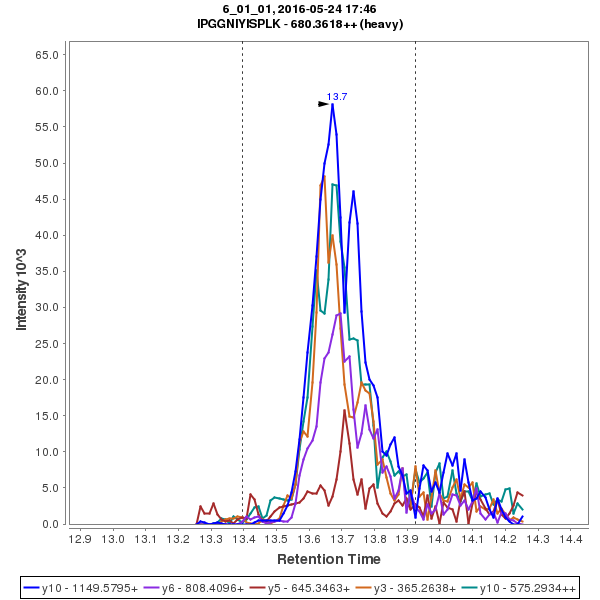 6_01_01, 2016-05-24 17:46
IPGGNIYISPLK - 680.3618++ (heavy)
65.0
60.0
55.0
50.0
45.0
40.0
35.0
30.0
25.0
20.0
15.0
10.0
5.0
0.0
Intensity 10^3
13.7
12.9 13.0 13.1 13.2 13.3 13.4 13.5 13.6 13.7 13.8 13.9 14.0 14.1 14.2 14.3 14.4
Retention Time
y10 - 1149.5795+ y6 - 808.4096+ y5 - 645.3463+ y3 - 365.2638+ y10 - 575.2934++